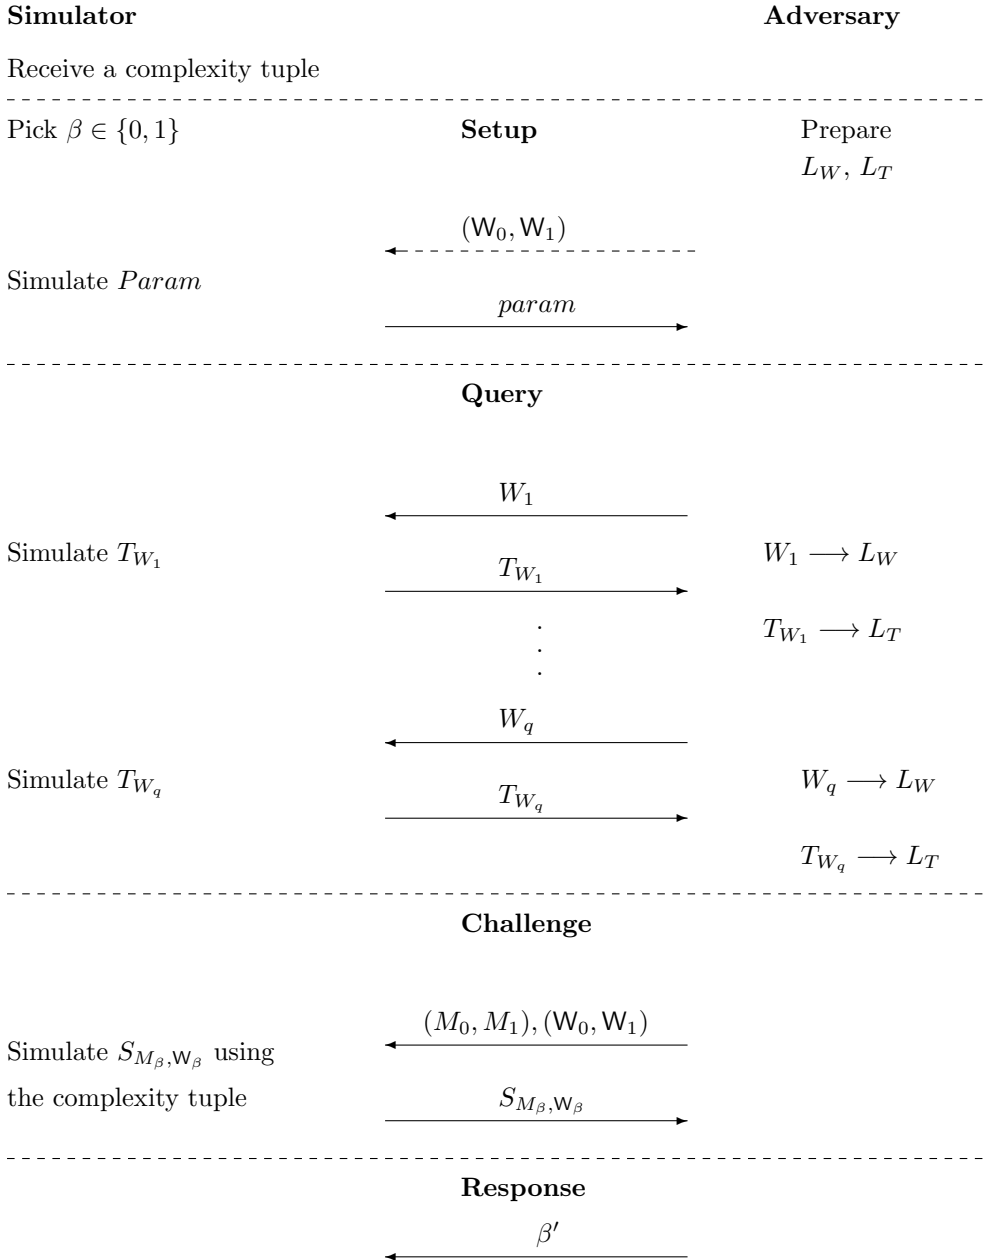 Simulator Adversary
Receive a complexity tuple
Pick β ∈ {0, 1} Setup Prepare
L_W, L_T
(W_0, W_1)
Simulate Param
param
Query
W_1
Simulate T_{W_1} W_1 ⟶ L_W
T_{W_1}
T_{W_1} ⟶ L_T
W_q
Simulate T_{W_q} W_q ⟶ L_W
T_{W_q}
T_{W_q} ⟶ L_T
Challenge
(M_0, M_1), (W_0, W_1)
Simulate S_{M_β,W_β} using
the complexity tuple S_{M_β,W_β}
Response
β′